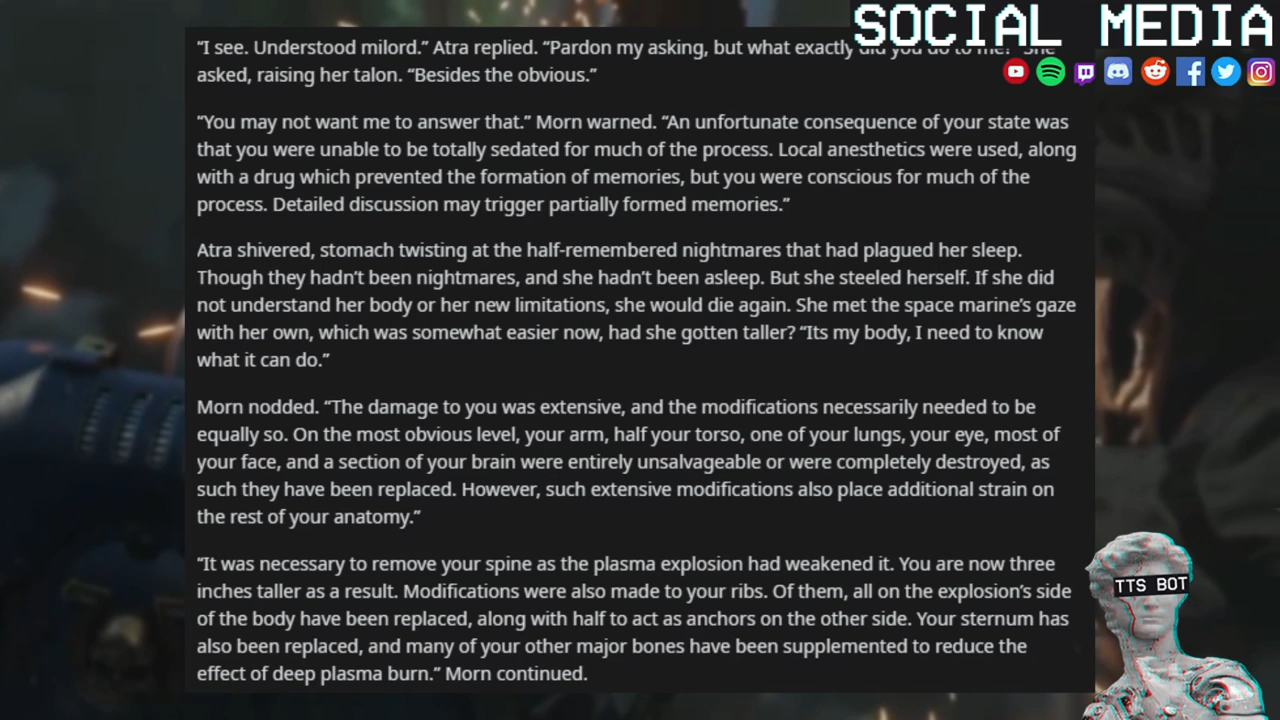 SOCIAL MEDIA
“I see. Understood milord.” Atra replied. “Pardon my asking, but what exactly did you do to me?” She
asked, raising her talon. “Besides the obvious.”
“You may not want me to answer that.” Morn warned. “An unfortunate consequence of your state was
that you were unable to be totally sedated for much of the process. Local anesthetics were used, along
with a drug which prevented the formation of memories, but you were conscious for much of the
process. Detailed discussion may trigger partially formed memories.”
Atra shivered, stomach twisting at the half-remembered nightmares that had plagued her sleep.
Though they hadn’t been nightmares, and she hadn’t been asleep. But she steeled herself. If she did
not understand her body or her new limitations, she would die again. She met the space marine’s gaze
with her own, which was somewhat easier now, had she gotten taller? “Its my body, I need to know
what it can do.”
Morn nodded. “The damage to you was extensive, and the modifications necessarily needed to be
equally so. On the most obvious level, your arm, half your torso, one of your lungs, your eye, most of
your face, and a section of your brain were entirely unsalvageable or were completely destroyed, as
such they have been replaced. However, such extensive modifications also place additional strain on
the rest of your anatomy.”
“It was necessary to remove your spine as the plasma explosion had weakened it. You are now three
inches taller as a result. Modifications were also made to your ribs. Of them, all on the explosion’s side
of the body have been replaced, along with half to act as anchors on the other side. Your sternum has
also been replaced, and many of your other major bones have been supplemented to reduce the
effect of deep plasma burn.” Morn continued.
TTS BOT